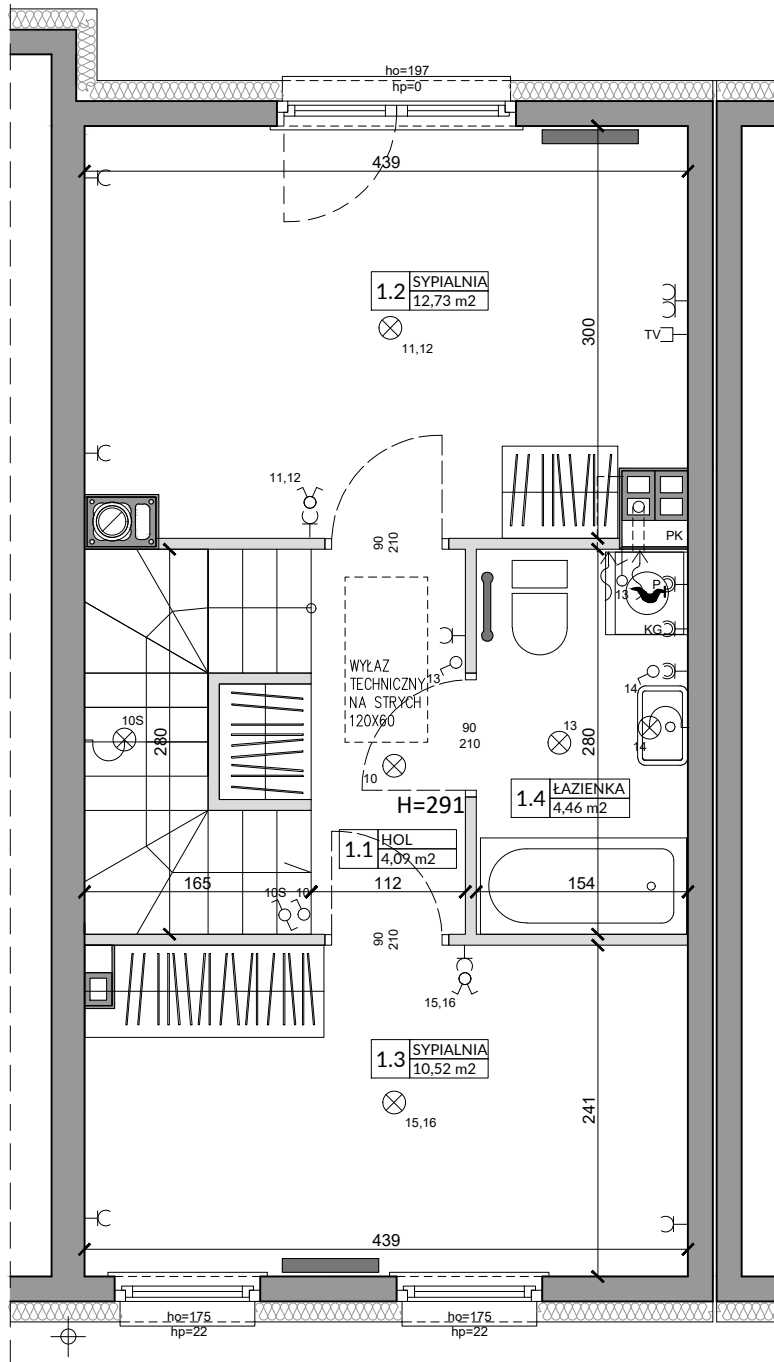 ho=197
hp=0
439
1.2
SYPIALNIA
12,73 m2
11,12
300
TV
11,12
90
210
PK
P
13
KG
WYŁAZ
TECHNICZNY
NA STRYCH
120X60
13
14
14
10S
280
90
210
13
280
10
H=291
1.4
ŁAZIENKA
4,46 m2
1.1
HOL
4,09 m2
165
112
154
10S
10
90
210
15,16
1.3
SYPIALNIA
10,52 m2
15,16
241
439
ho=175
hp=22
ho=175
hp=22